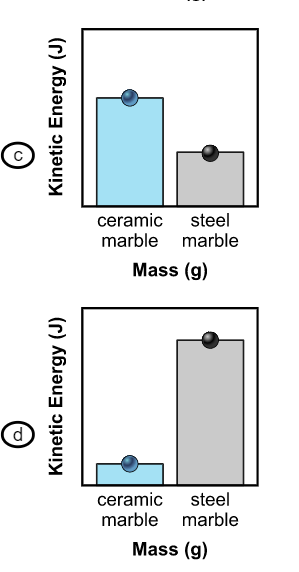 c
Kinetic Energy (J)
ceramic marble
steel marble
Mass (g)
d
Kinetic Energy (J)
ceramic marble
steel marble
Mass (g)